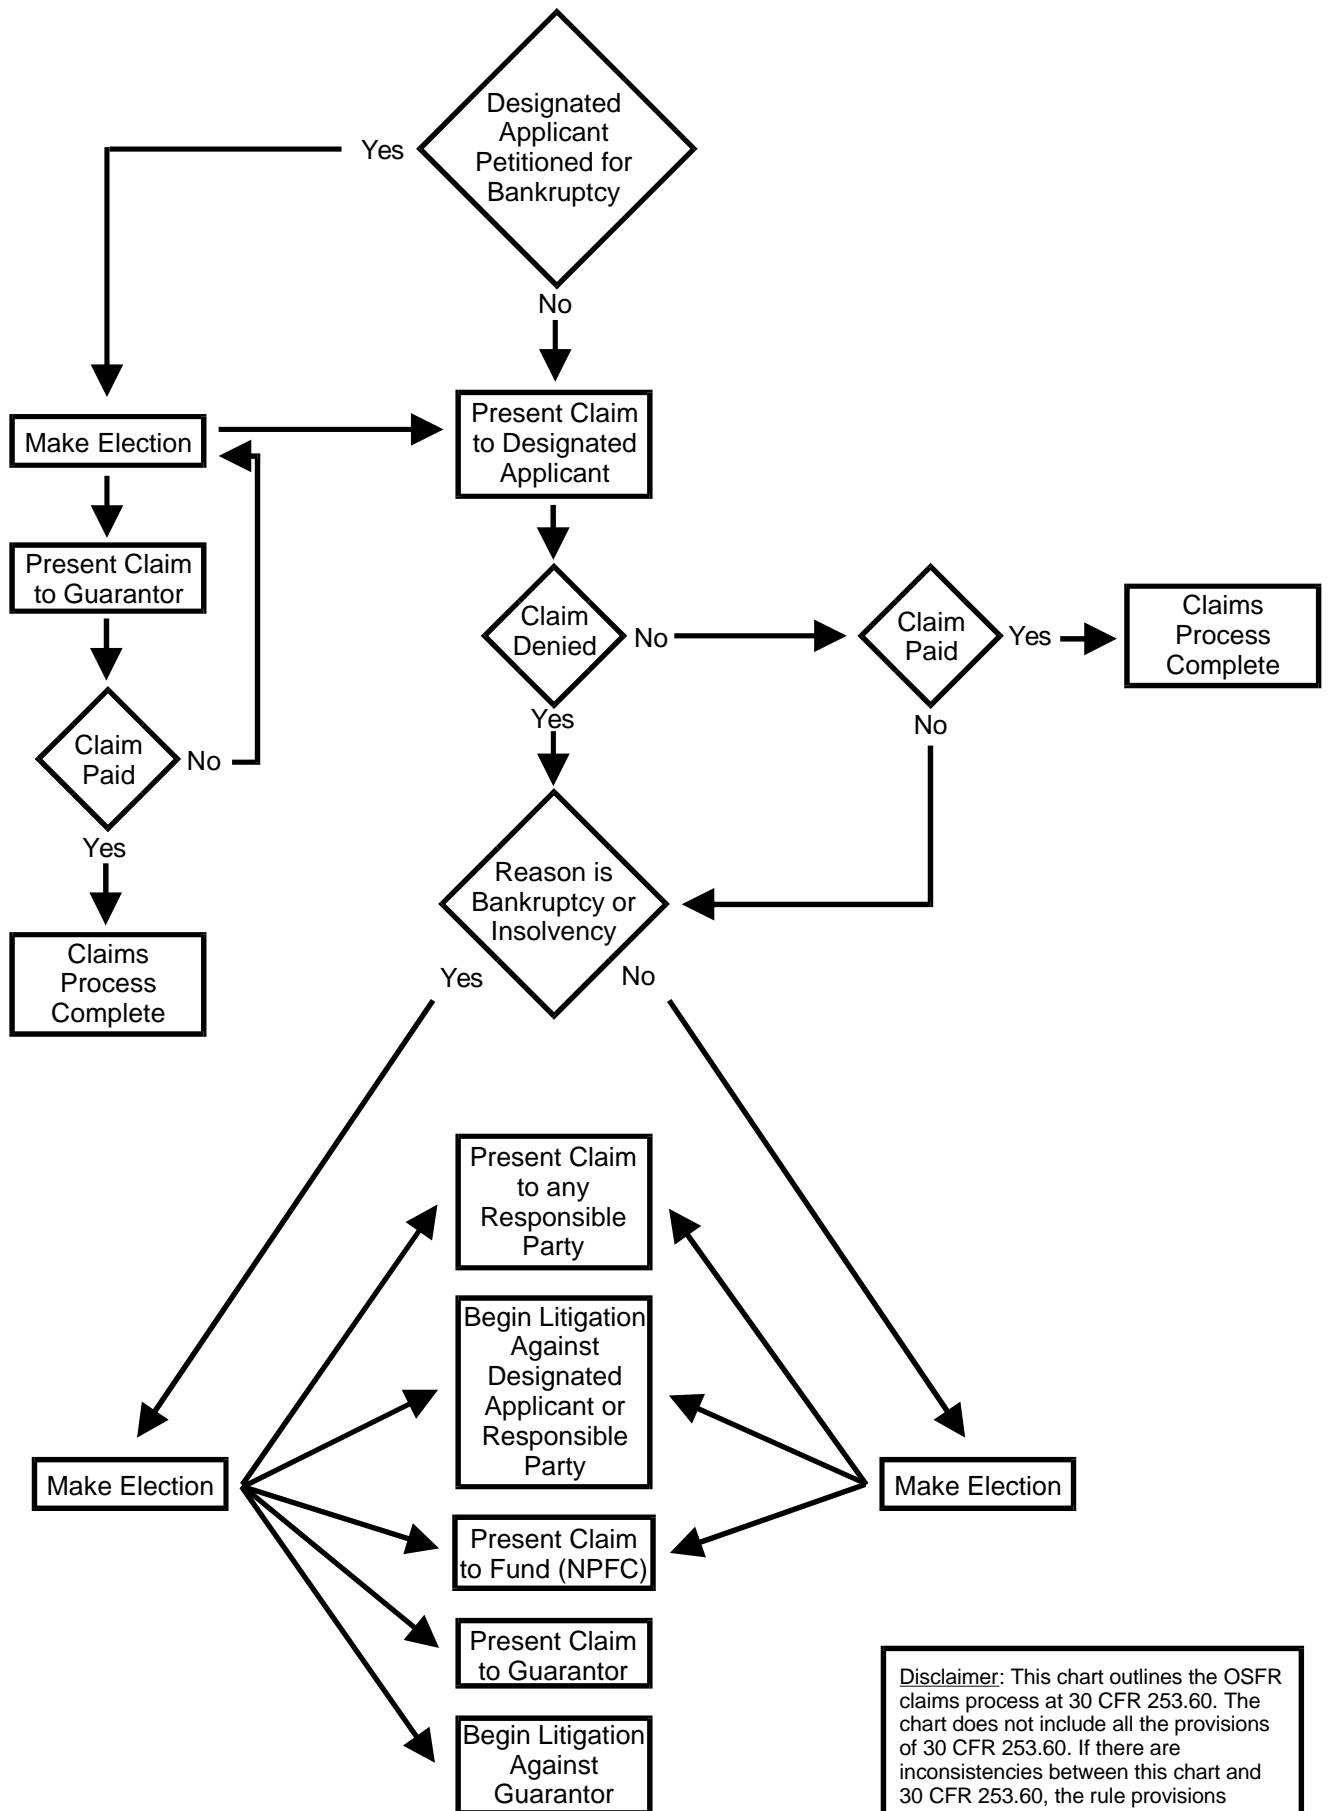 Designated
Applicant
Petitioned for
Bankruptcy
Yes
No
Make Election
Present Claim
to Designated
Applicant
Present Claim
to Guarantor
Claim
Denied
No
Claim
Paid
Yes
Claims
Process
Complete
Yes
No
Claim
Paid
No
Yes
Reason is
Bankruptcy or
Insolvency
Claims
Process
Complete
Yes
No
Present Claim
to any
Responsible
Party
Begin Litigation
Against
Designated
Applicant or
Responsible
Party
Make Election
Make Election
Present Claim
to Fund (NPFC)
Present Claim
to Guarantor
Begin Litigation
Against
Guarantor
Disclaimer: This chart outlines the OSFR
claims process at 30 CFR 253.60. The
chart does not include all the provisions
of 30 CFR 253.60. If there are
inconsistencies between this chart and
30 CFR 253.60, the rule provisions